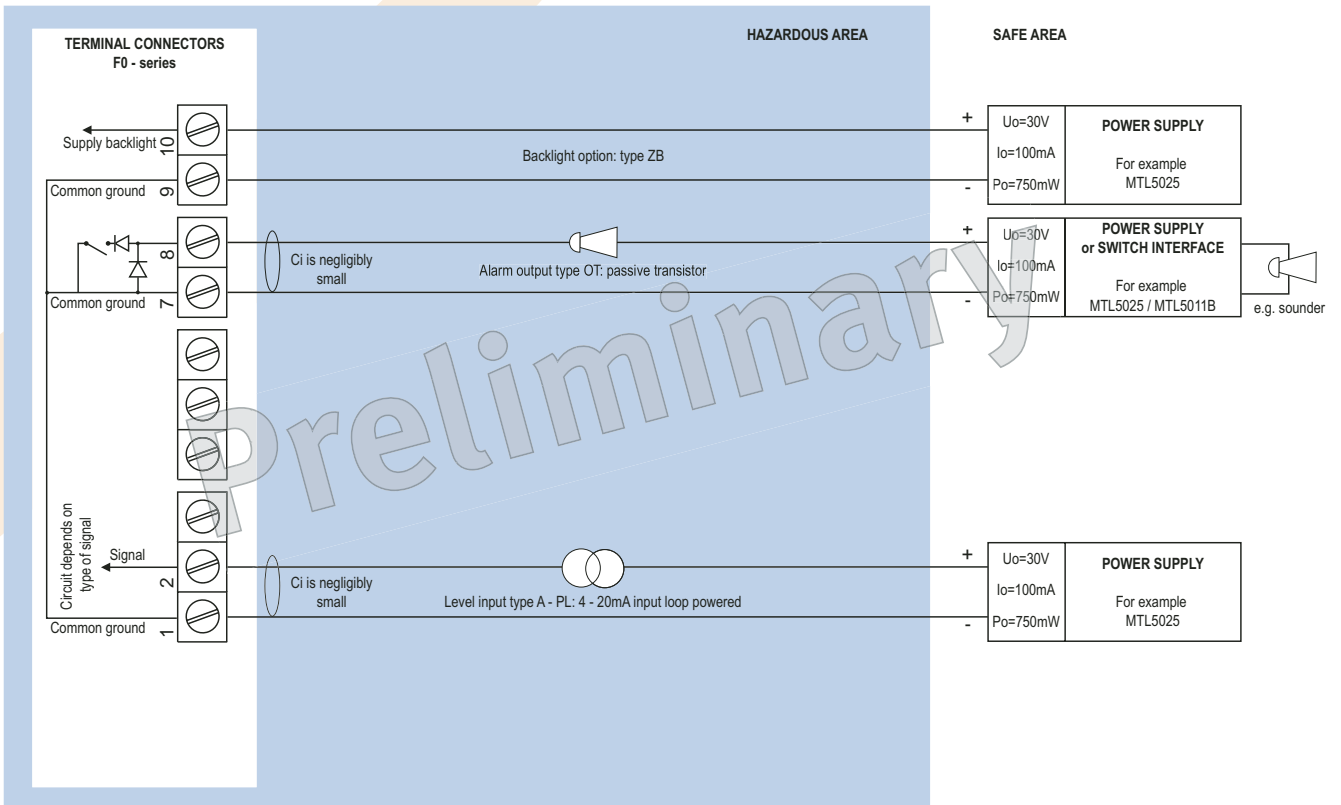 TERMINAL CONNECTORS
F0 - series
HAZARDOUS AREA
SAFE AREA
Supply backlight
10
Common ground
9
Backlight option: type ZB
+
-
Uo=30V
Io=100mA
Po=750mW
POWER SUPPLY
For example
MTL5025
8
Common ground
7
Ci is negligibly
small
Alarm output type OT: passive transistor
+
-
Uo=30V
Io=100mA
Po=750mW
POWER SUPPLY
or SWITCH INTERFACE
For example
MTL5025 / MTL5011B
e.g. sounder
Preliminary
Circuit depends on
type of signal
Signal
2
Common ground
1
Ci is negligibly
small
Level input type A - PL: 4 - 20mA input loop powered
+
-
Uo=30V
Io=100mA
Po=750mW
POWER SUPPLY
For example
MTL5025